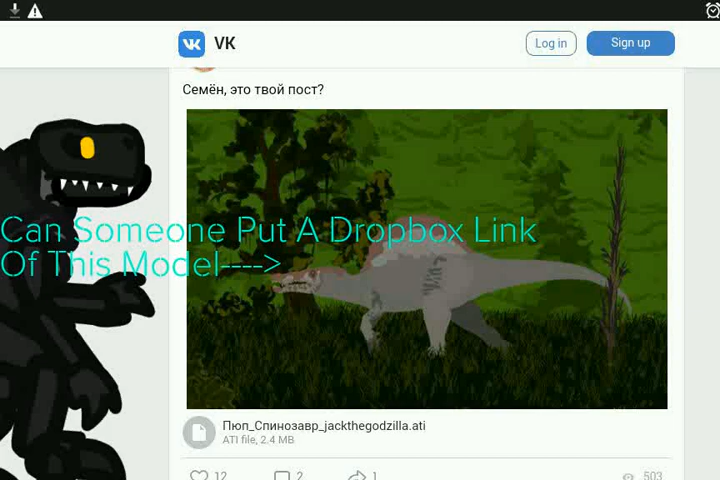 VK
Log in
Sign up
Семён, это твой пост?
Can Someone Put A Dropbox Link
Of This Model---->
Пюп_Спинозавр_jackthegodzilla.ati
ATI file, 2.4 MB
12
2
1
503